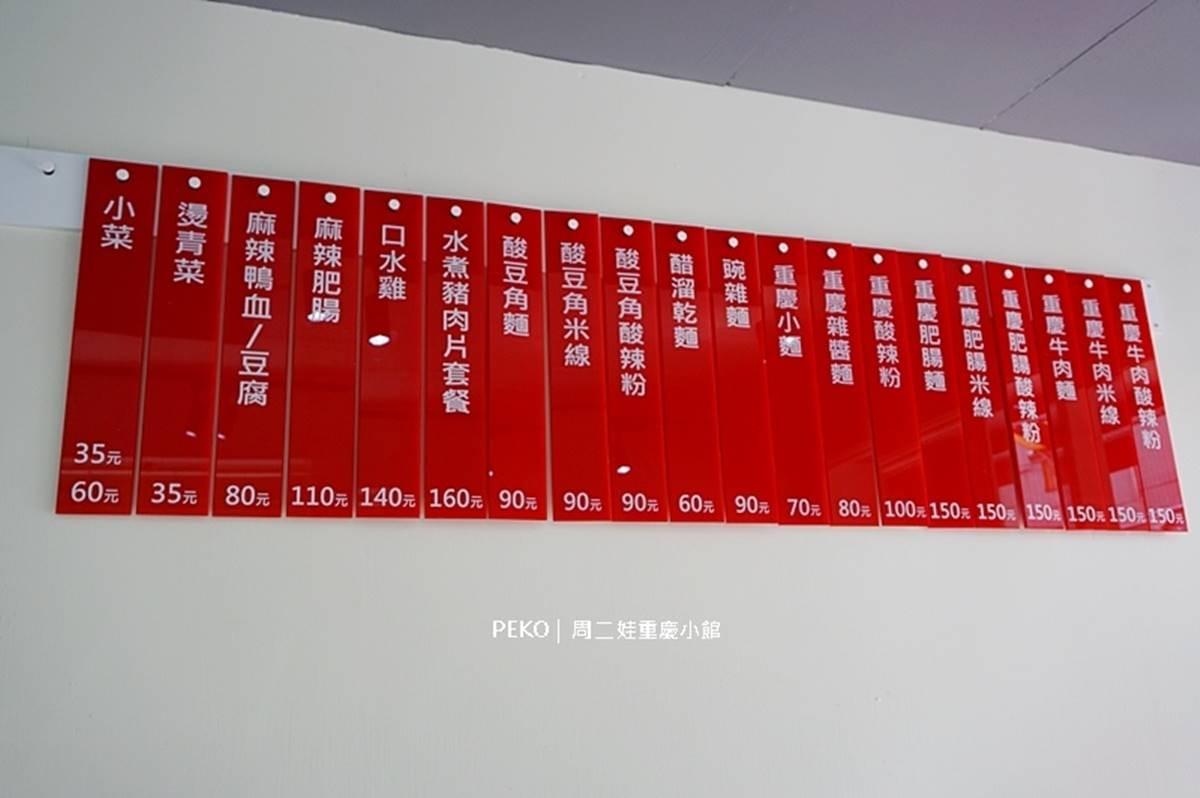 小菜
35元
60元
燙青菜
35元
麻辣鴨血/豆腐
80元
麻辣肥腸
110元
口水雞
140元
水煮豬肉片套餐
160元
酸豆角麵
90元
酸豆角米線
90元
酸豆角酸辣粉
90元
醋溜乾麵
60元
豌雜麵
90元
重慶小麵
70元
重慶雜醬麵
80元
重慶酸辣粉
100元
重慶肥腸麵
150元
重慶肥腸米線
150元
重慶肥腸酸辣粉
150元
重慶牛肉麵
150元
重慶牛肉米線
150元
重慶牛肉酸辣粉
150元
PEKO | 周二娃重慶小館